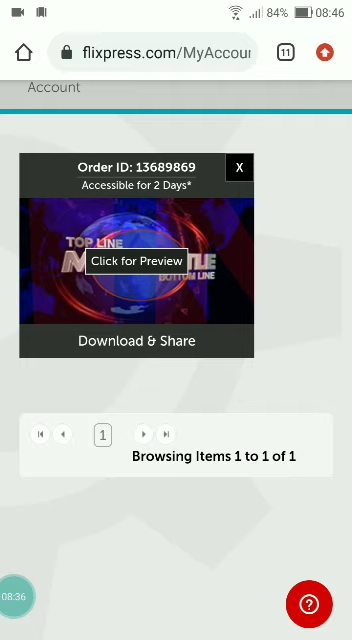 84% 08:46
flixpress.com/MyAccour
11
Account
Order ID: 13689869
X
Accessible for 2 Days*
TOP LINE
Click for Preview
BOTTOM LINE
Download & Share
1
Browsing Items 1 to 1 of 1
08:36
?